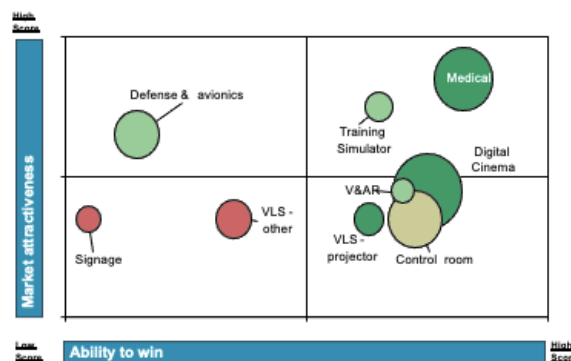 High
Score
Medical
Defense & avionics
Training
Simulator
Digital
Cinema
V&AR
VLS -
other
VLS -
projector
Control room
Signage
Market attractiveness
Low
Score
Ability to win
High
Score